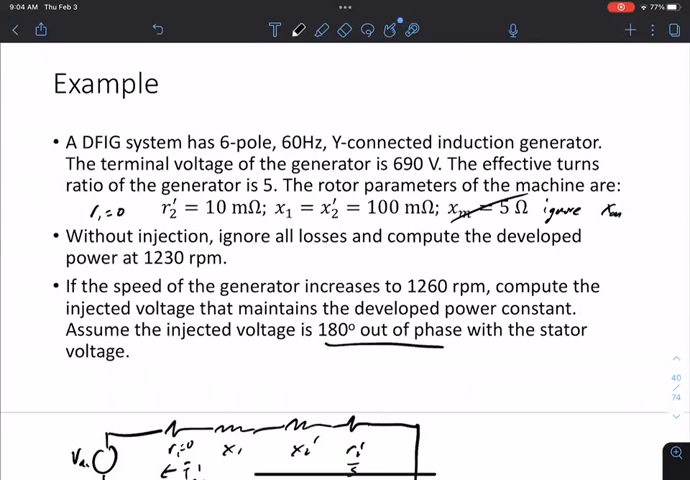 9:04 AM Thu Feb 3
77%
Example
• A DFIG system has 6-pole, 60Hz, Y-connected induction generator.
The terminal voltage of the generator is 690 V. The effective turns
ratio of the generator is 5. The rotor parameters of the machine are:
r₁=0 r₂′ = 10 mΩ; x₁ = x₂′ = 100 mΩ; xₘ = 5 Ω ignore xₘ
• Without injection, ignore all losses and compute the developed
power at 1230 rpm.
• If the speed of the generator increases to 1260 rpm, compute the
injected voltage that maintains the developed power constant.
Assume the injected voltage is 180° out of phase with the stator
voltage.
40
/
74
r₁=0 x₁ x₂′ r₂′
s